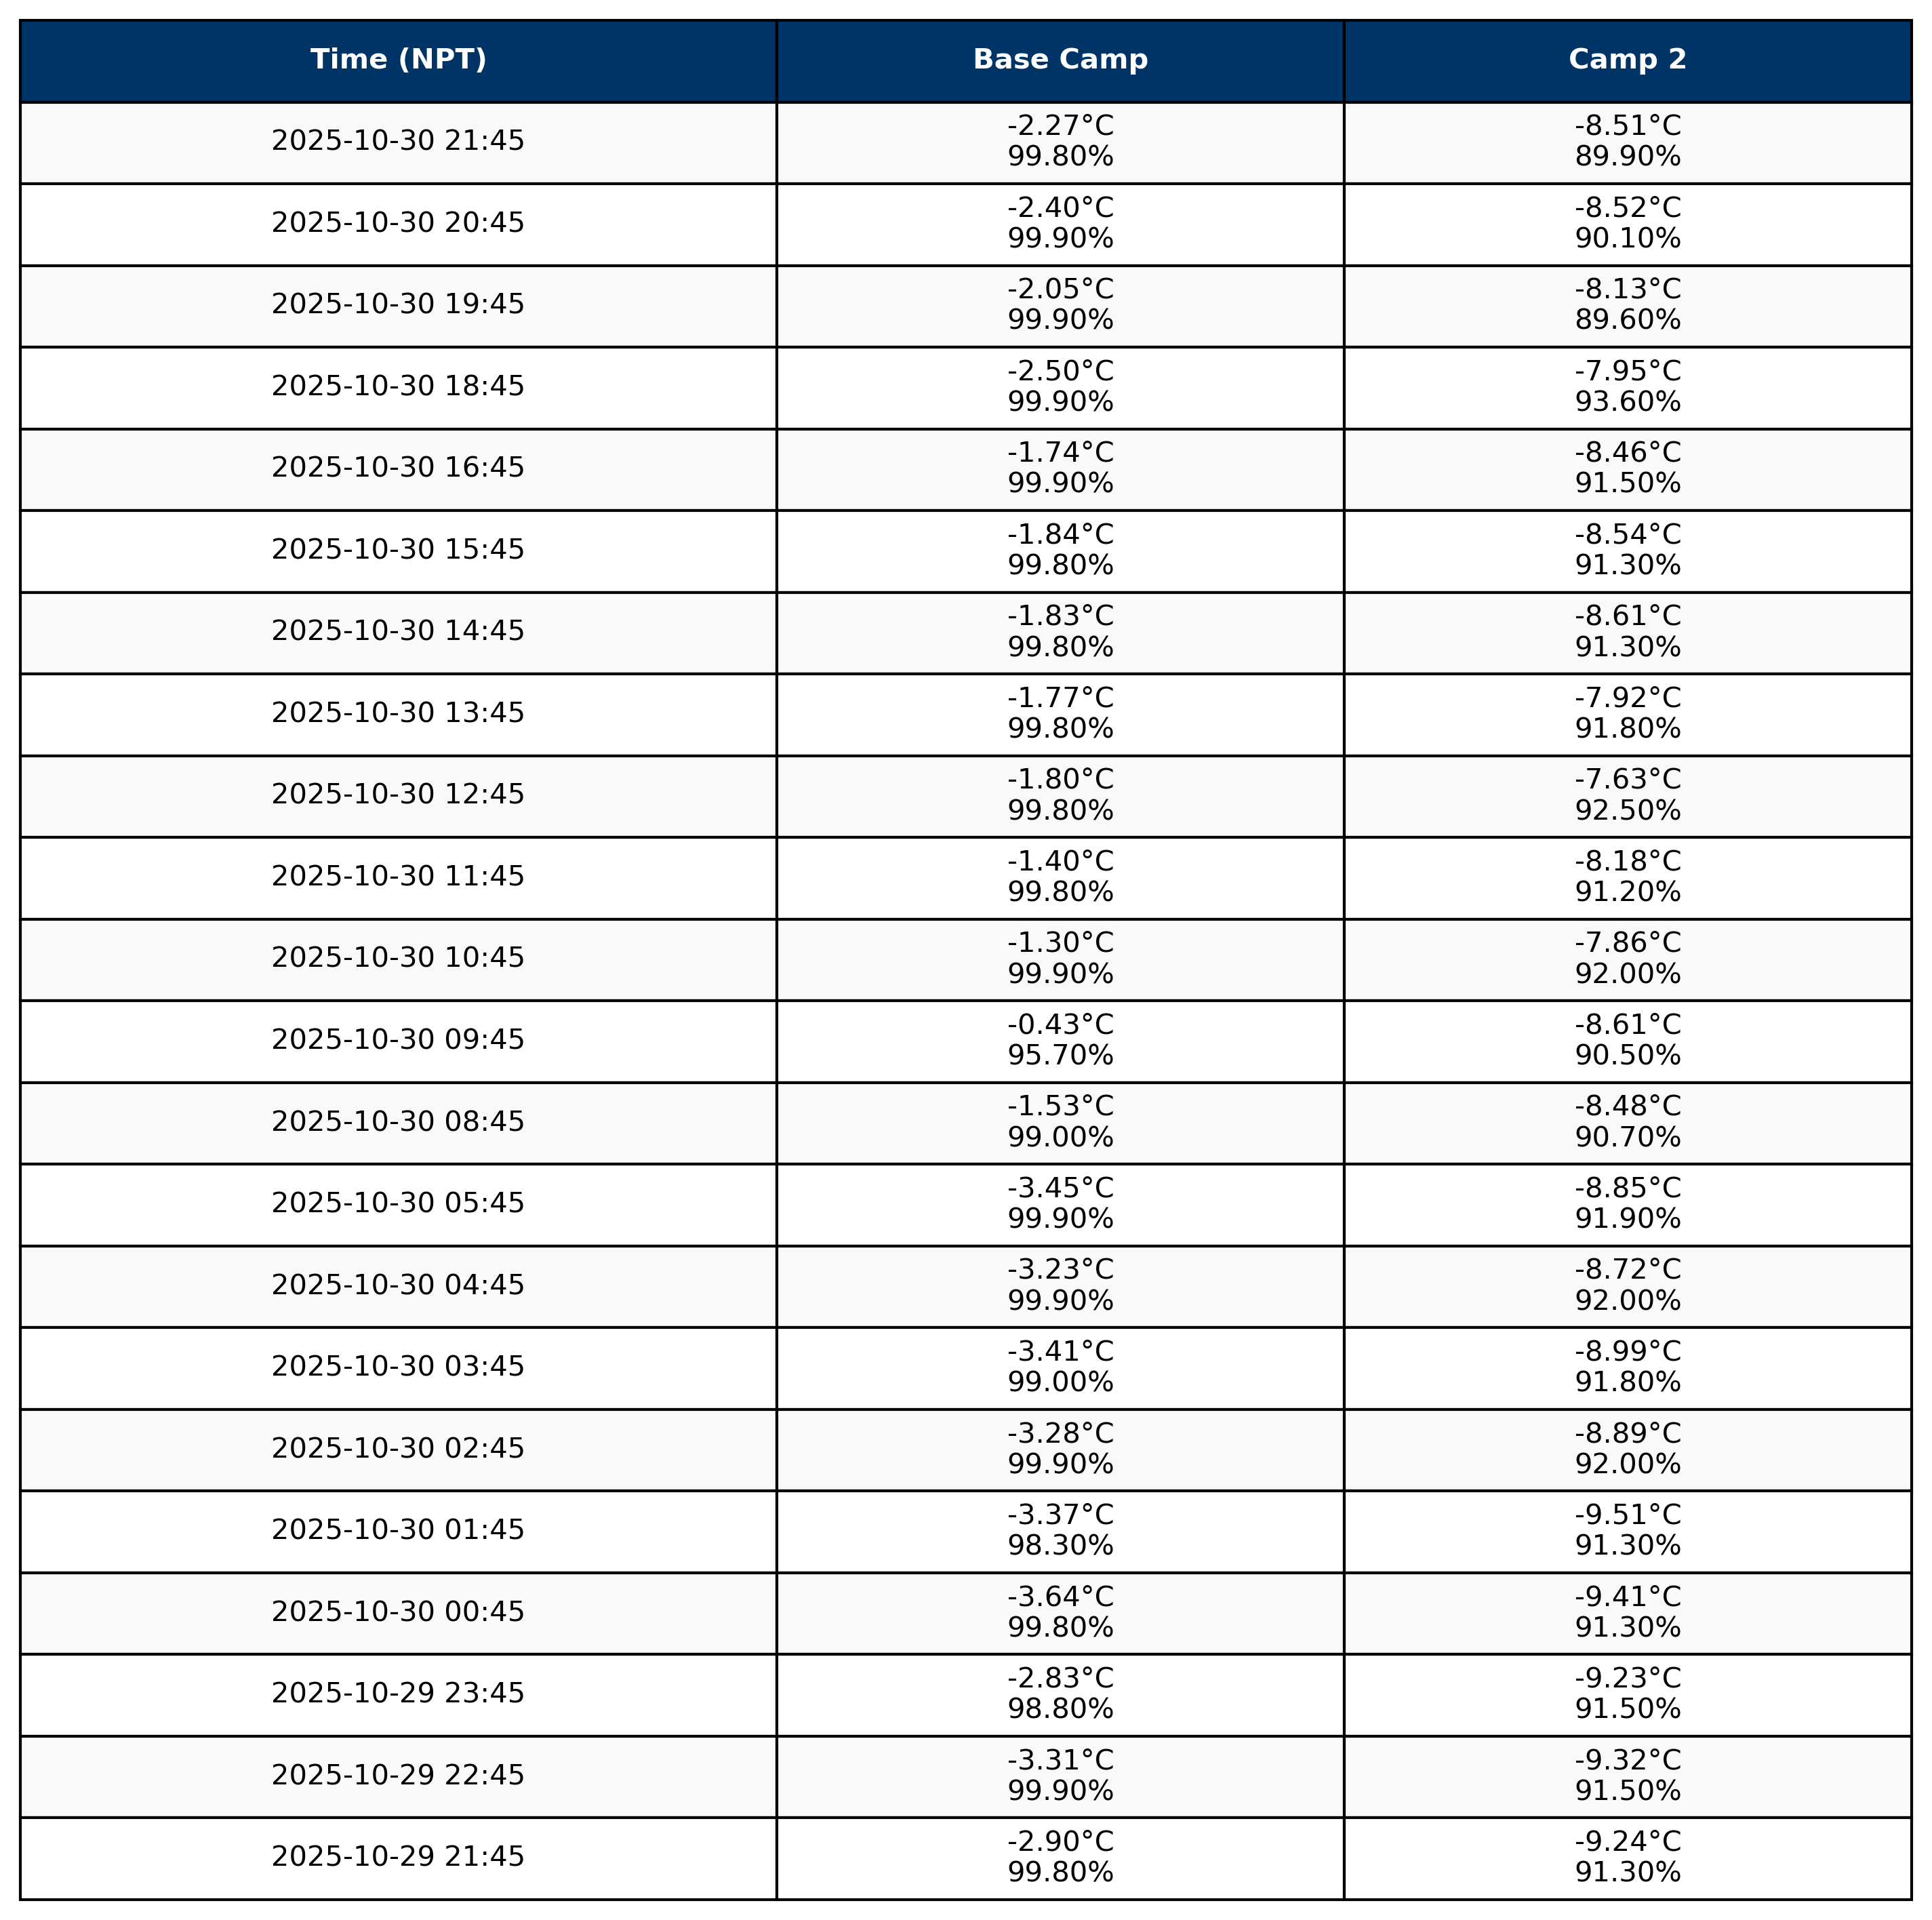 Time (NPT) Base Camp Camp 2
2025-10-30 21:45
-2.27°C
99.80%
-8.51°C
89.90%
2025-10-30 20:45
-2.40°C
99.90%
-8.52°C
90.10%
2025-10-30 19:45
-2.05°C
99.90%
-8.13°C
89.60%
2025-10-30 18:45
-2.50°C
99.90%
-7.95°C
93.60%
2025-10-30 16:45
-1.74°C
99.90%
-8.46°C
91.50%
2025-10-30 15:45
-1.84°C
99.80%
-8.54°C
91.30%
2025-10-30 14:45
-1.83°C
99.80%
-8.61°C
91.30%
2025-10-30 13:45
-1.77°C
99.80%
-7.92°C
91.80%
2025-10-30 12:45
-1.80°C
99.80%
-7.63°C
92.50%
2025-10-30 11:45
-1.40°C
99.80%
-8.18°C
91.20%
2025-10-30 10:45
-1.30°C
99.90%
-7.86°C
92.00%
2025-10-30 09:45
-0.43°C
95.70%
-8.61°C
90.50%
2025-10-30 08:45
-1.53°C
99.00%
-8.48°C
90.70%
2025-10-30 05:45
-3.45°C
99.90%
-8.85°C
91.90%
2025-10-30 04:45
-3.23°C
99.90%
-8.72°C
92.00%
2025-10-30 03:45
-3.41°C
99.00%
-8.99°C
91.80%
2025-10-30 02:45
-3.28°C
99.90%
-8.89°C
92.00%
2025-10-30 01:45
-3.37°C
98.30%
-9.51°C
91.30%
2025-10-30 00:45
-3.64°C
99.80%
-9.41°C
91.30%
2025-10-29 23:45
-2.83°C
98.80%
-9.23°C
91.50%
2025-10-29 22:45
-3.31°C
99.90%
-9.32°C
91.50%
2025-10-29 21:45
-2.90°C
99.80%
-9.24°C
91.30%